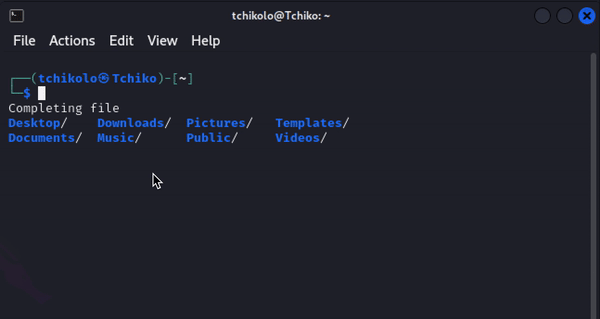 tchikolo@Tchiko: ~
File Actions Edit View Help
┌──(tchikolo㉿Tchiko)-[~]
└─$
Completing file
Desktop/ Downloads/ Pictures/ Templates/
Documents/ Music/ Public/ Videos/